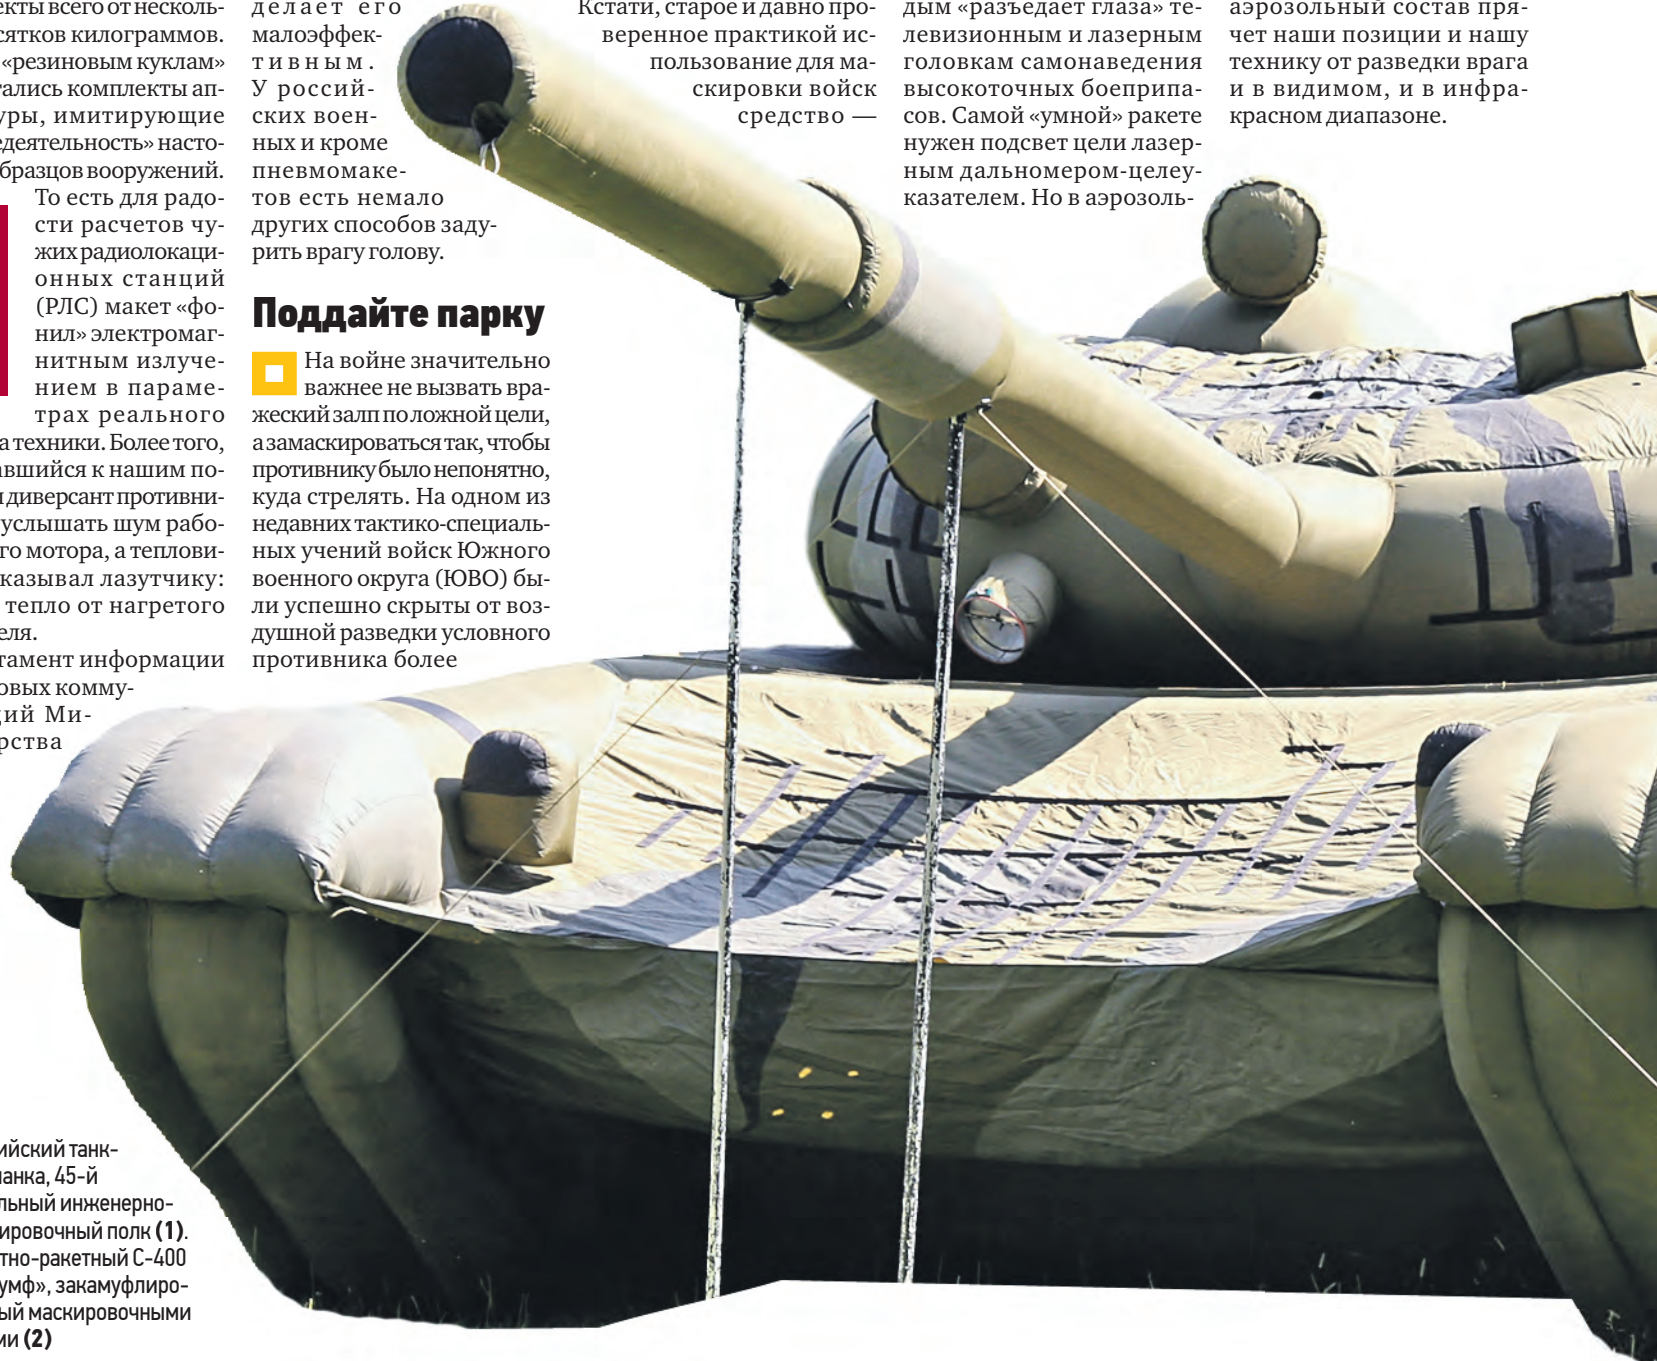 екты всего от несколь-
сятков килограммов.
«резиновым куклам»
тались комплекты ап-
уры, имитирующие
едеятельность» насто-
бразцов вооружений.
То есть для радо-
сти расчетов чу-
жих радиолокаци-
онных станций
(РЛС) макет «фо-
нил» электромаг-
нитным излуче-
нием в параме-
трах реального
а техники. Более того,
авшийся к нашим по-
диверсант противни-
услышать шум рабо-
го мотора, а теплови-
казывал лазутчику:
тепло от нагретого
еля.
тамент информации
овых комму-
ций Ми-
рства
ийский танк-
анка, 45-й
льный инженерно-
ировочный полк (1).
тно-ракетный С-400
умф», закамуфлиро-
ый маскировочными
ми (2)
делает его
малоэффек-
тивным.
У россий-
ских воен-
ных и кроме
пневмомаке-
тов есть немало
других способов заду-
рить врагу голову.
Поддайте парку
На войне значительно
важнее не вызвать вра-
жеский залп по ложной цели,
а замаскироваться так, чтобы
противнику было непонятно,
куда стрелять. На одном из
недавних тактико-специаль-
ных учений войск Южного
военного округа (ЮВО) бы-
ли успешно скрыты от воз-
душной разведки условного
противника более
Кстати, старое и давно про-
веренное практикой ис-
пользование для ма-
скировки войск
средство —
дым «разъедает глаза» те-
левизионным и лазерным
головкам самонаведения
высокоточных боеприпа-
сов. Самой «умной» ракете
нужен подсвет цели лазер-
ным дальномером-целеу-
казателем. Но в аэрозоль-
аэрозольный состав пря-
чет наши позиции и нашу
технику от разведки врага
и в видимом, и в инфра-
красном диапазоне.